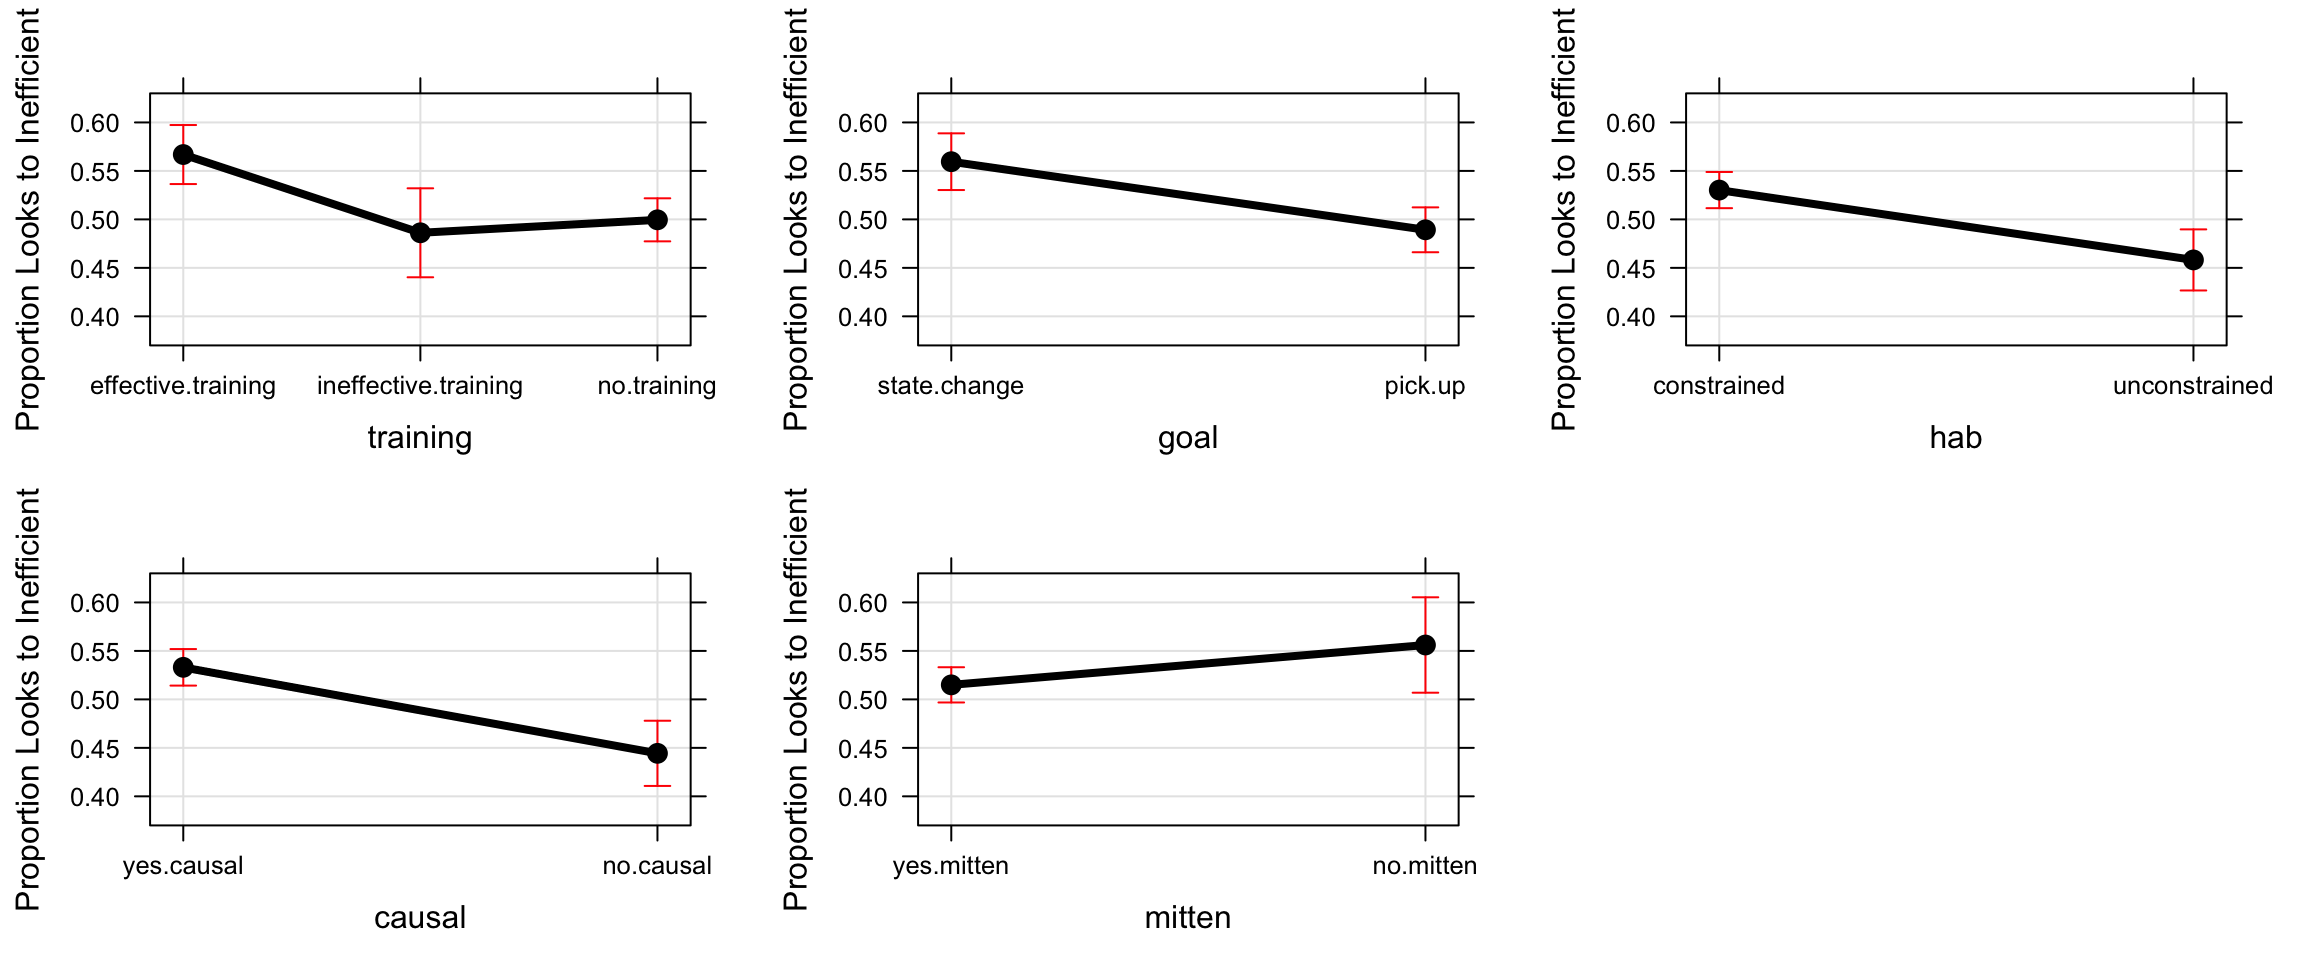 Proportion Looks to Inefficient
0.60
0.55
0.50
0.45
0.40
effective.training ineffective.training no.training
training
Proportion Looks to Inefficient
0.60
0.55
0.50
0.45
0.40
state.change pick.up
goal
Proportion Looks to Inefficient
0.60
0.55
0.50
0.45
0.40
constrained unconstrained
hab
Proportion Looks to Inefficient
0.60
0.55
0.50
0.45
0.40
yes.causal no.causal
causal
Proportion Looks to Inefficient
0.60
0.55
0.50
0.45
0.40
yes.mitten no.mitten
mitten